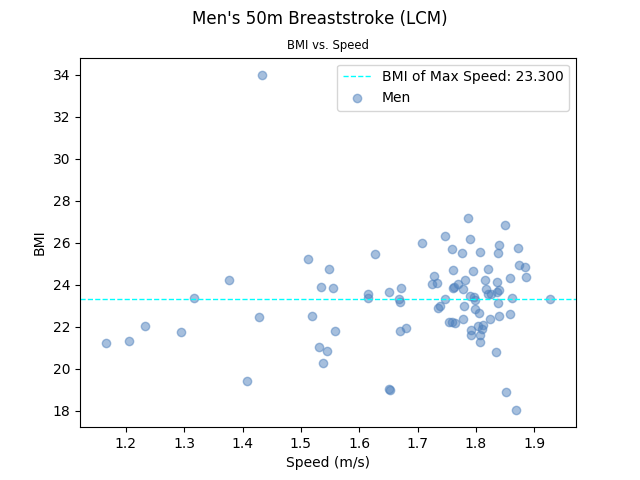 Men's 50m Breaststroke (LCM)
BMI vs. Speed
BMI of Max Speed: 23.300
Men
34
32
30
28
26
24
22
20
18
BMI
1.2 1.3 1.4 1.5 1.6 1.7 1.8 1.9
Speed (m/s)